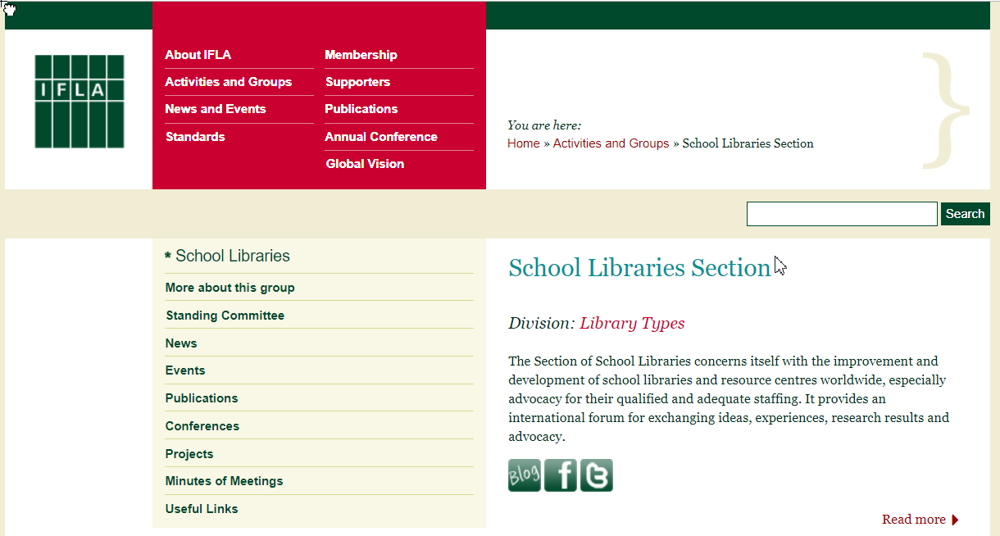 IFLA
About IFLA
Activities and Groups
News and Events
Standards
Membership
Supporters
Publications
Annual Conference
Global Vision
You are here:
Home » Activities and Groups » School Libraries Section
Search
* School Libraries
More about this group
Standing Committee
News
Events
Publications
Conferences
Projects
Minutes of Meetings
Useful Links
School Libraries Section
Division: Library Types
The Section of School Libraries concerns itself with the improvement and
development of school libraries and resource centres worldwide, especially
advocacy for their qualified and adequate staffing. It provides an
international forum for exchanging ideas, experiences, research results and
advocacy.
Blog f t
Read more